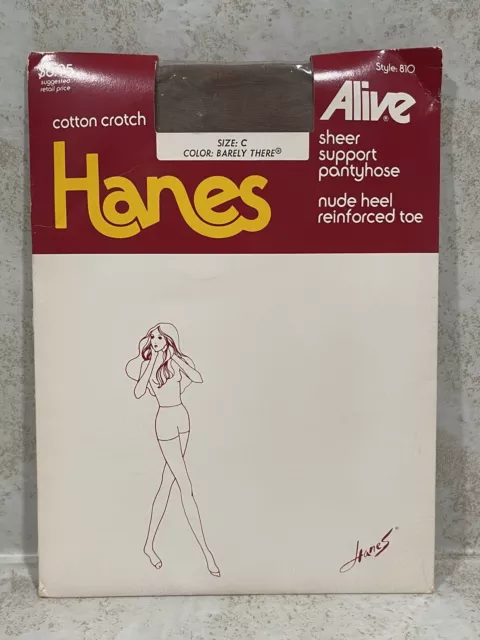 suggested
retail price
Style: 810
cotton crotch
Hanes
SIZE: C
COLOR: BARELY THERE®
Alive®
sheer
support
pantyhose
nude heel
reinforced toe
Hanes®